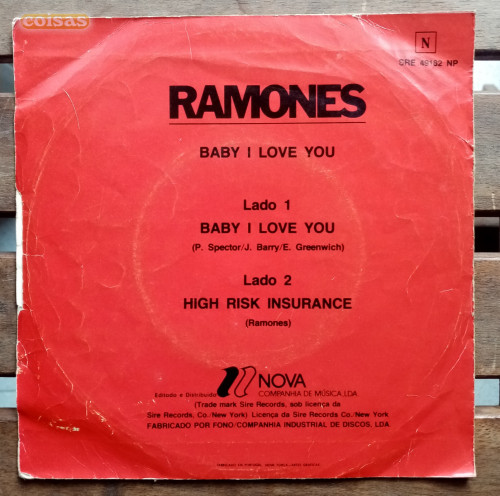 coisas
N
SRE 49182 NP
RAMONES
BABY I LOVE YOU
Lado 1
BABY I LOVE YOU
(P. Spector/J. Barry/E. Greenwich)
Lado 2
HIGH RISK INSURANCE
(Ramones)
Editado e Distribuido
NOVA
COMPANHIA DE MÚSICA, LDA.
(Trade mark Sire Records, sob licença da
Sire Records, Co./New York) Licença da Sire Records Co./New York
FABRICADO POR FONO/COMPANHIA INDUSTRIAL DE DISCOS, LDA.